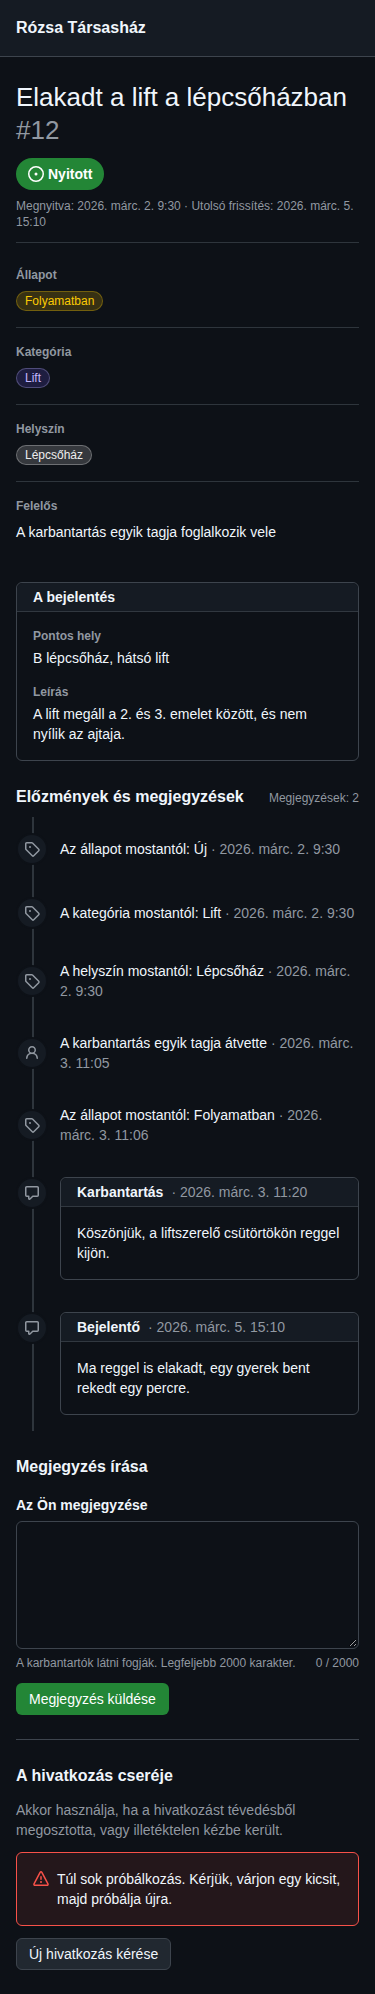 Rózsa Társasház
Elakadt a lift a lépcsőházban
#12
Nyitott
Megnyitva: 2026. márc. 2. 9:30 · Utolsó frissítés: 2026. márc. 5.
15:10
Állapot
Folyamatban
Kategória
Lift
Helyszín
Lépcsőház
Felelős
A karbantartás egyik tagja foglalkozik vele
A bejelentés
Pontos hely
B lépcsőház, hátsó lift
Leírás
A lift megáll a 2. és 3. emelet között, és nem
nyílik az ajtaja.
Előzmények és megjegyzések
Megjegyzések: 2
Az állapot mostantól: Új · 2026. márc. 2. 9:30
A kategória mostantól: Lift · 2026. márc. 2. 9:30
A helyszín mostantól: Lépcsőház · 2026. márc.
2. 9:30
A karbantartás egyik tagja átvette · 2026. márc.
3. 11:05
Az állapot mostantól: Folyamatban · 2026.
márc. 3. 11:06
Karbantartás · 2026. márc. 3. 11:20
Köszönjük, a liftszerelő csütörtökön reggel
kijön.
Bejelentő · 2026. márc. 5. 15:10
Ma reggel is elakadt, egy gyerek bent
rekedt egy percre.
Megjegyzés írása
Az Ön megjegyzése
A karbantartók látni fogják. Legfeljebb 2000 karakter.
0 / 2000
Megjegyzés küldése
A hivatkozás cseréje
Akkor használja, ha a hivatkozást tévedésből
megosztotta, vagy illetéktelen kézbe került.
Túl sok próbálkozás. Kérjük, várjon egy kicsit,
majd próbálja újra.
Új hivatkozás kérése